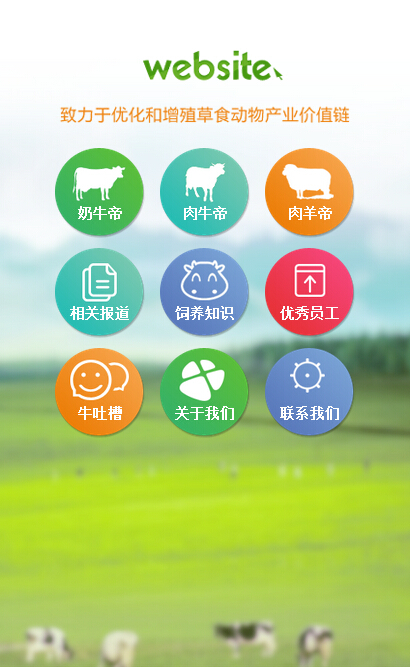 website
致力于优化和增殖草食动物产业价值链
奶牛帝
肉牛帝
肉羊帝
相关报道
饲养知识
优秀员工
牛吐槽
关于我们
联系我们